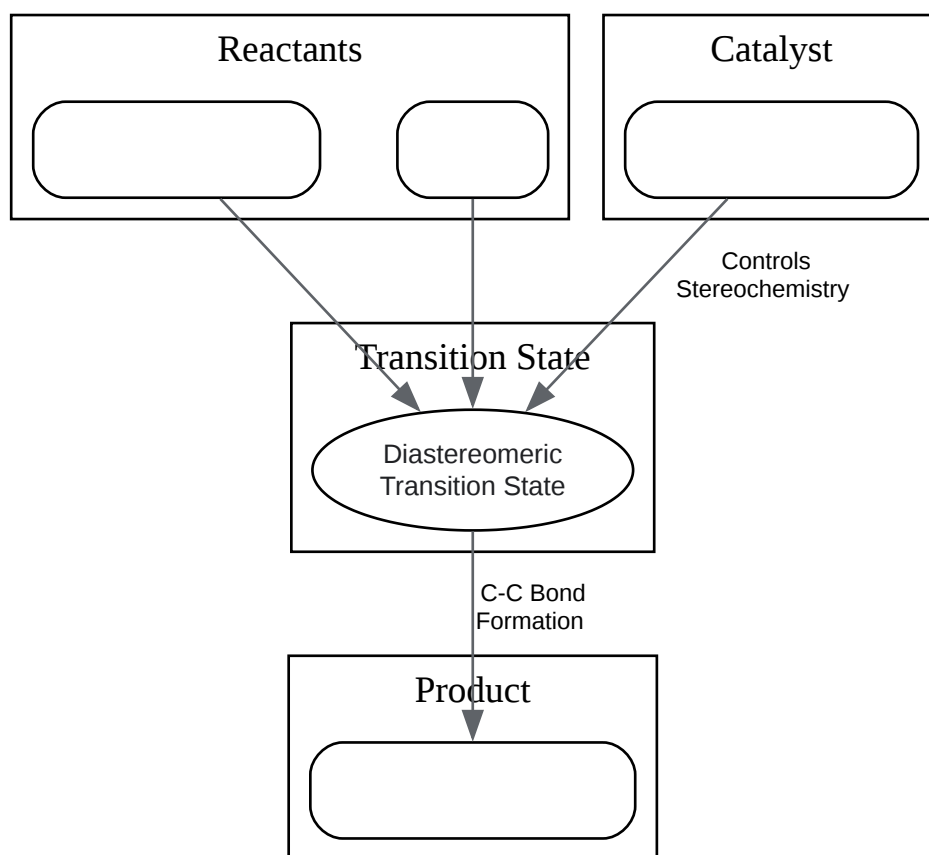 Reactants
Catalyst
Controls
Stereochemistry
Transition State
Diastereomeric
Transition State
C-C Bond
Formation
Product